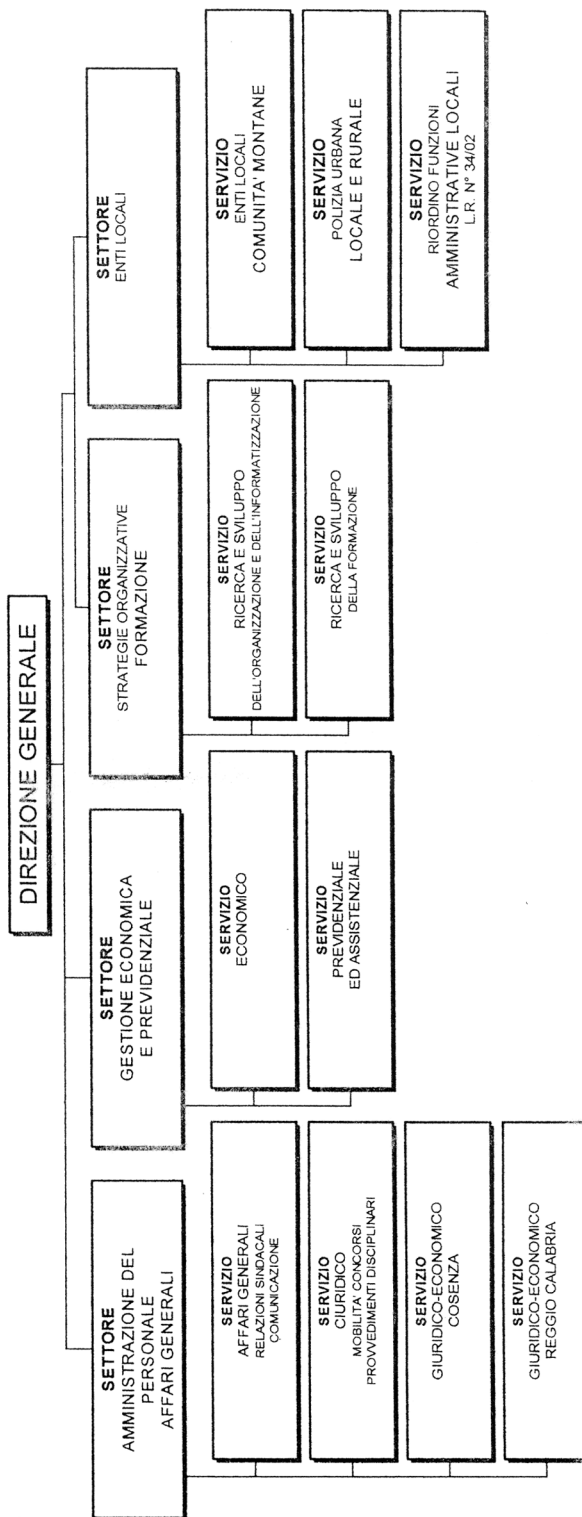 DIREZIONE GENERALE
SETTORE
AMMINISTRAZIONE DEL
PERSONALE
AFFARI GENERALI
SERVIZIO
AFFARI GENERALI
RELAZIONI SINDACALI
COMUNICAZIONE
SERVIZIO
CIURIDICO
MOBILITA' CONCORSI
PROVVEDIMENTI DISCIPLINARI
SERVIZIO
GIURIDICO-ECONOMICO
COSENZA
SERVIZIO
GIURIDICO-ECONOMICO
REGGIO CALABRIA
SETTORE
GESTIONE ECONOMICA
E PREVIDENZIALE
SERVIZIO
ECONOMICO
SERVIZIO
PREVIDENZIALE
ED ASSISTENZIALE
SETTORE
STRATEGIE ORGANIZZATIVE
FORMAZIONE
SERVIZIO
RICERCA E SVILUPPO
DELL'ORGANIZZAZIONE E DELL'INFORMATIZZAZIONE
SERVIZIO
RICERCA E SVILUPPO
DELLA FORMAZIONE
SETTORE
ENTI LOCALI
SERVIZIO
ENTI LOCALI
COMUNITA' MONTANE
SERVIZIO
POLIZIA URBANA
LOCALE E RURALE
SERVIZIO
RIORDINO FUNZIONI
AMMINISTRATIVE LOCALI
L.R. N° 34/02